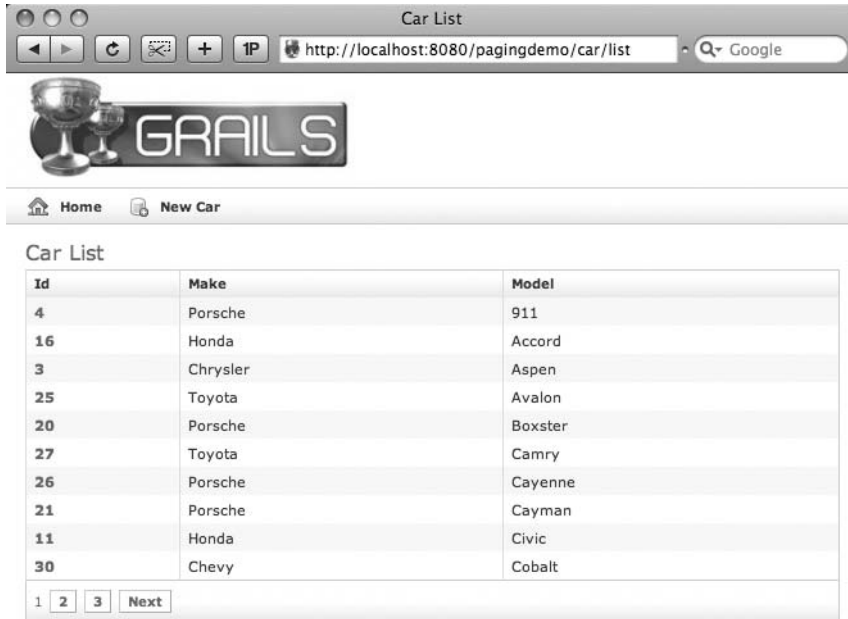 Car List
1P http://localhost:8080/pagingdemo/car/list Google
GRAILS
Home New Car
Car List
Id Make Model
4 Porsche 911
16 Honda Accord
3 Chrysler Aspen
25 Toyota Avalon
20 Porsche Boxster
27 Toyota Camry
26 Porsche Cayenne
21 Porsche Cayman
11 Honda Civic
30 Chevy Cobalt
1 2 3 Next